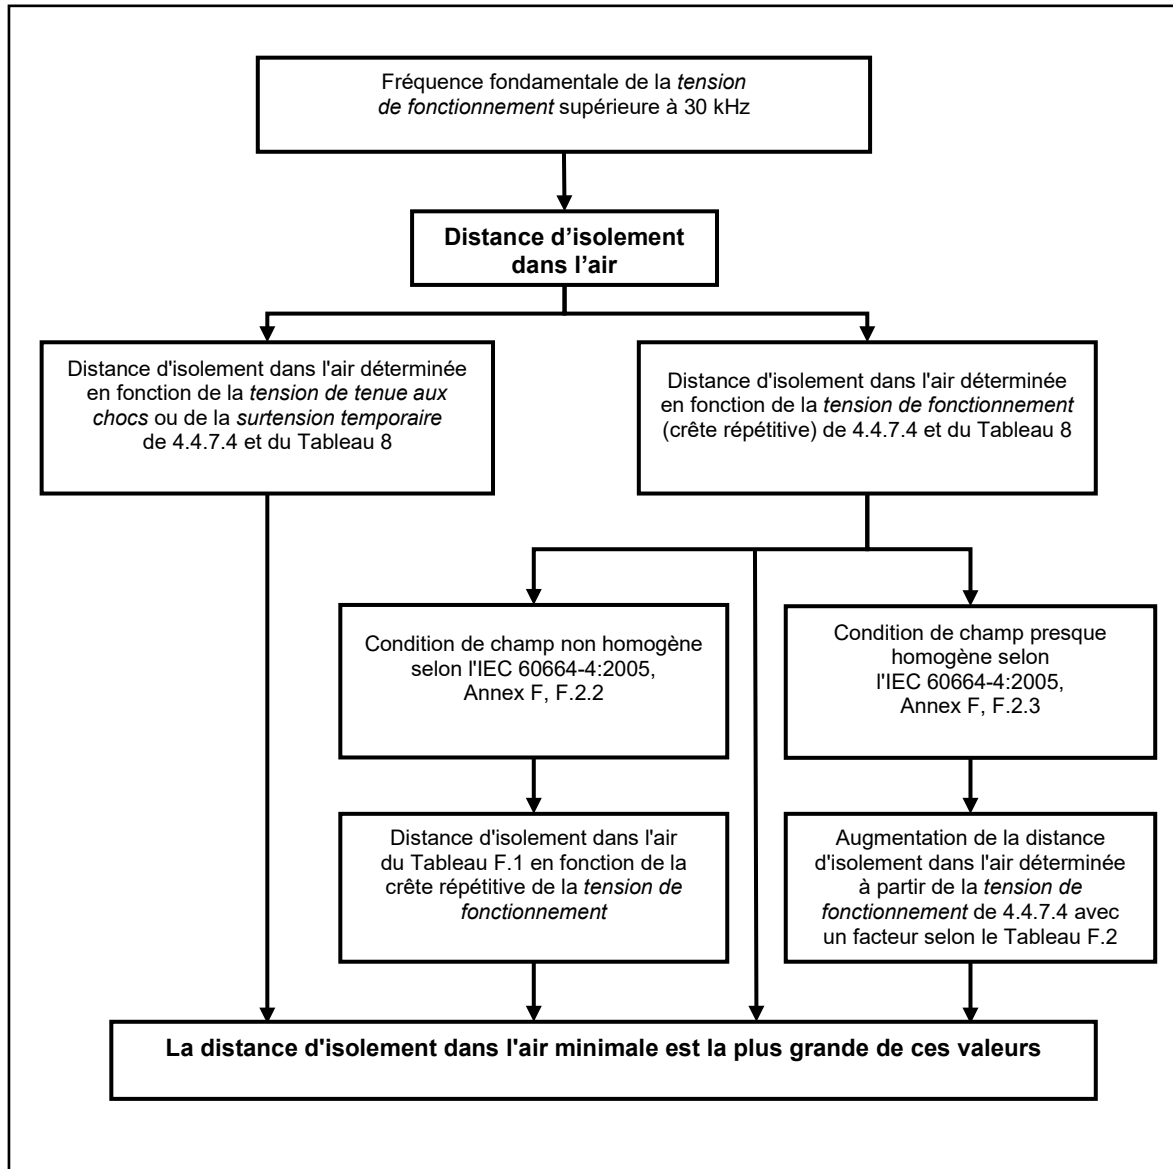 Fréquence fondamentale de la tension
de fonctionnement supérieure à 30 kHz
Distance d’isolement
dans l’air
Distance d'isolement dans l'air déterminée
en fonction de la tension de tenue aux
chocs ou de la surtension temporaire
de 4.4.7.4 et du Tableau 8
Distance d'isolement dans l'air déterminée
en fonction de la tension de fonctionnement
(crête répétitive) de 4.4.7.4 et du Tableau 8
Condition de champ non homogène
selon l'IEC 60664-4:2005,
Annex F, F.2.2
Condition de champ presque
homogène selon
l'IEC 60664-4:2005,
Annex F, F.2.3
Distance d'isolement dans l'air
du Tableau F.1 en fonction de la
crête répétitive de la tension de
fonctionnement
Augmentation de la distance
d'isolement dans l'air déterminée
à partir de la tension de
fonctionnement de 4.4.7.4 avec
un facteur selon le Tableau F.2
La distance d'isolement dans l'air minimale est la plus grande de ces valeurs